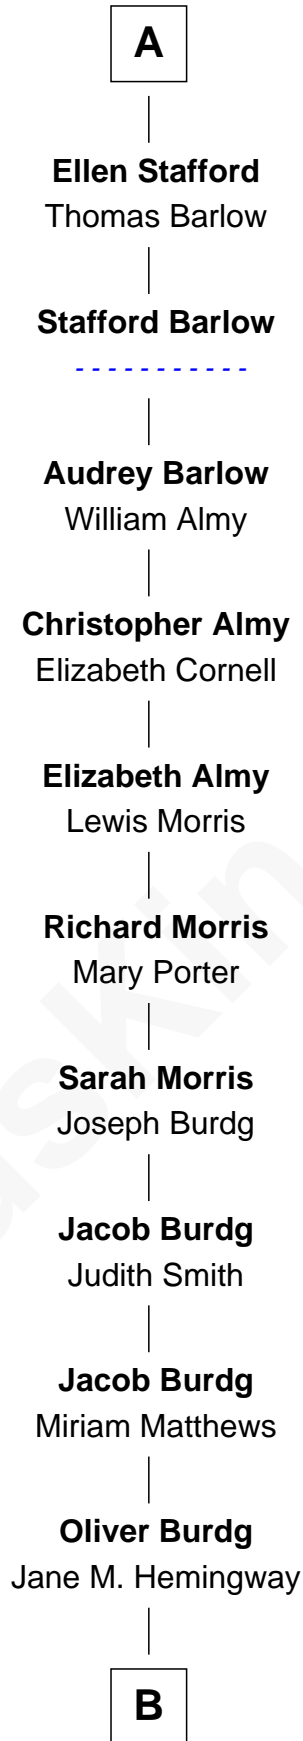 A
Ellen Stafford
Thomas Barlow
Stafford Barlow
- - - - - - - - - - -
Audrey Barlow
William Almy
Christopher Almy
Elizabeth Cornell
Elizabeth Almy
Lewis Morris
Richard Morris
Mary Porter
Sarah Morris
Joseph Burdg
Jacob Burdg
Judith Smith
Jacob Burdg
Miriam Matthews
Oliver Burdg
Jane M. Hemingway
B